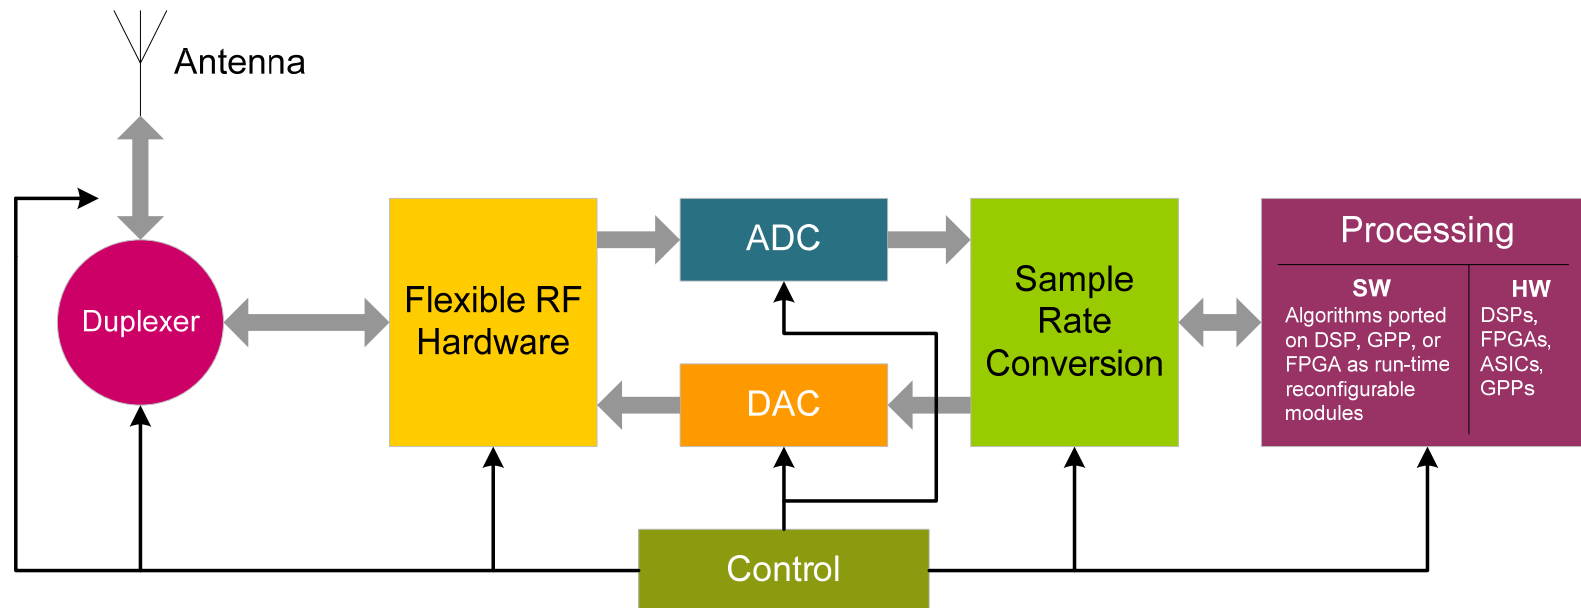 Antenna
Duplexer
Flexible RF
Hardware
ADC
DAC
Sample
Rate
Conversion
Processing
SW
Algorithms ported
on DSP, GPP, or
FPGA as run-time
reconfigurable
modules
HW
DSPs,
FPGAs,
ASICs,
GPPs
Control